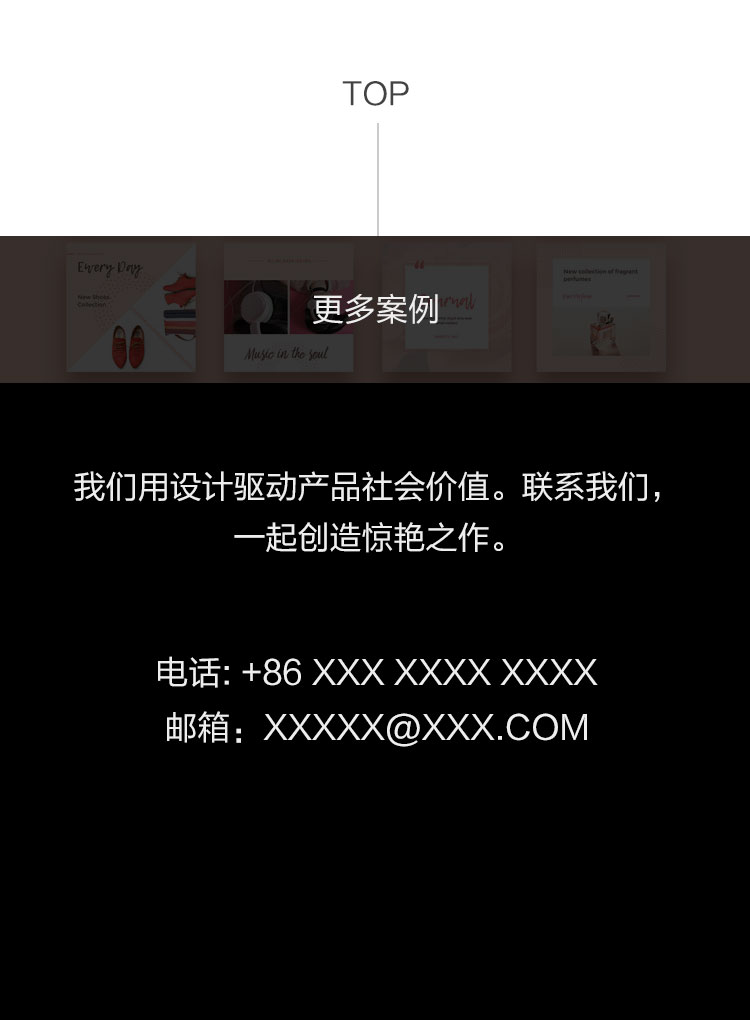 TOP
Every Day
New Shoes
Collection
更多案例
Music in the soul
New collection of fragrant
perfumes
我们用设计驱动产品社会价值。联系我们，
一起创造惊艳之作。
电话: +86 XXX XXXX XXXX
邮箱：XXXXX@XXX.COM